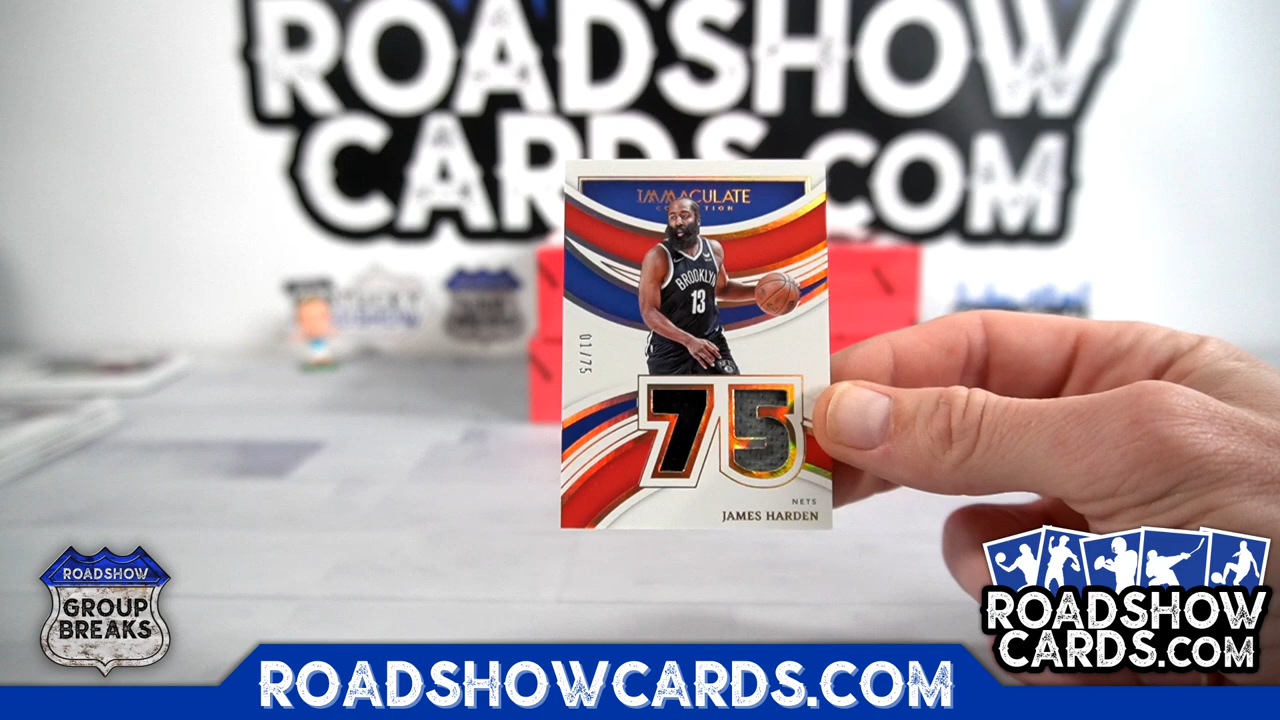 ROADSHOW
CARDS.COM
IMMACULATE
COLLECTION
BROOKLYN
13
01/75
75
NETS
JAMES HARDEN
ROADSHOW
GROUP
BREAKS
ROADSHOW
CARDS.COM
ROADSHOWCARDS.COM